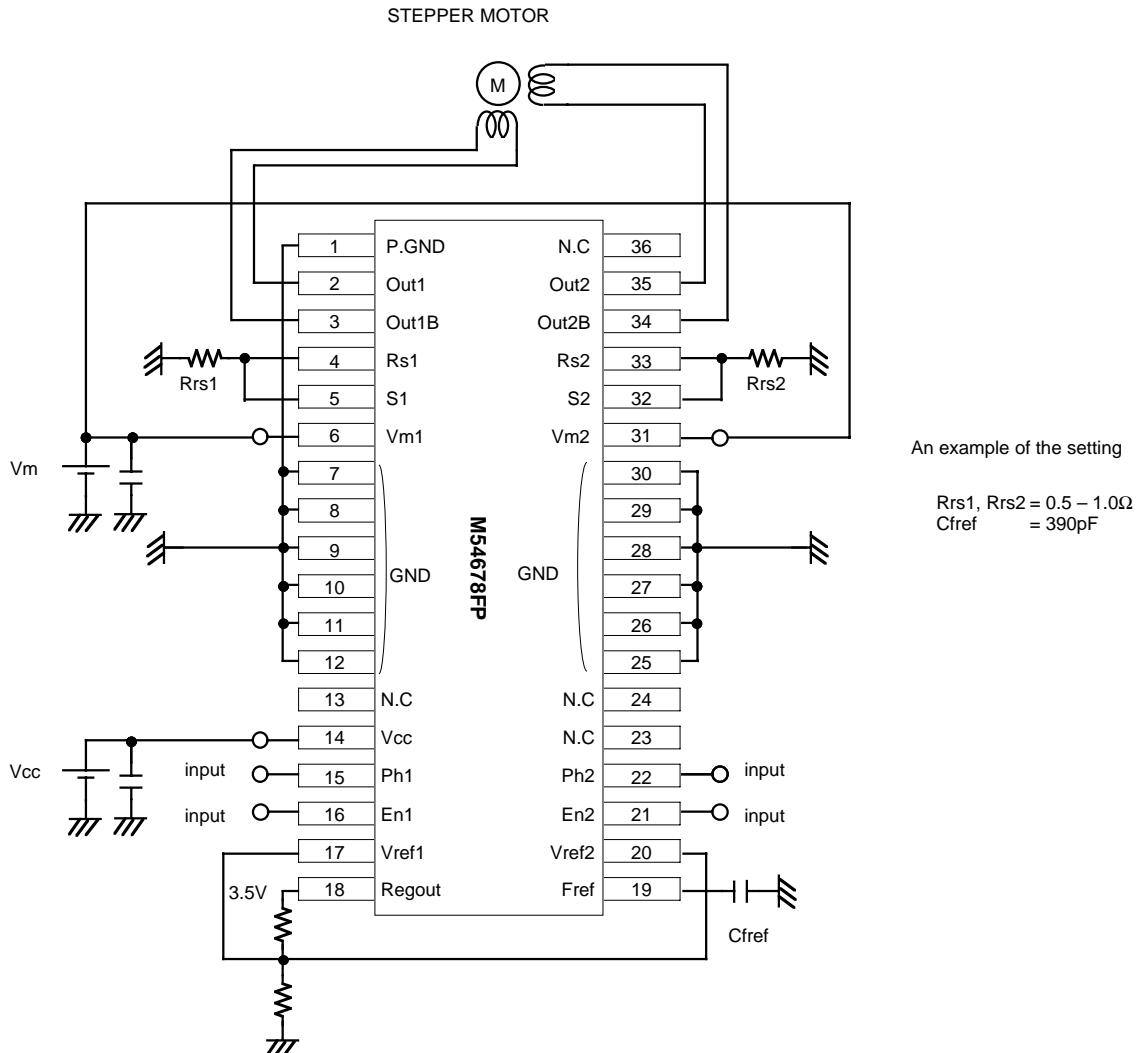 STEPPER MOTOR
M
1 P.GND N.C 36
2 Out1 Out2 35
3 Out1B Out2B 34
4 Rs1 Rs2 33
Rrs1 Rrs2
5 S1 S2 32
6 Vm1 Vm2 31
An example of the setting
Vm
7 30
Rrs1, Rrs2 = 0.5 – 1.0Ω
8 29
Cfref = 390pF
9 28
M54678FP
GND GND
10 27
11 26
12 25
13 N.C N.C 24
14 Vcc N.C 23
Vcc
input 15 Ph1 Ph2 22 input
input 16 En1 En2 21 input
17 Vref1 Vref2 20
3.5V 18 Regout Fref 19
Cfref